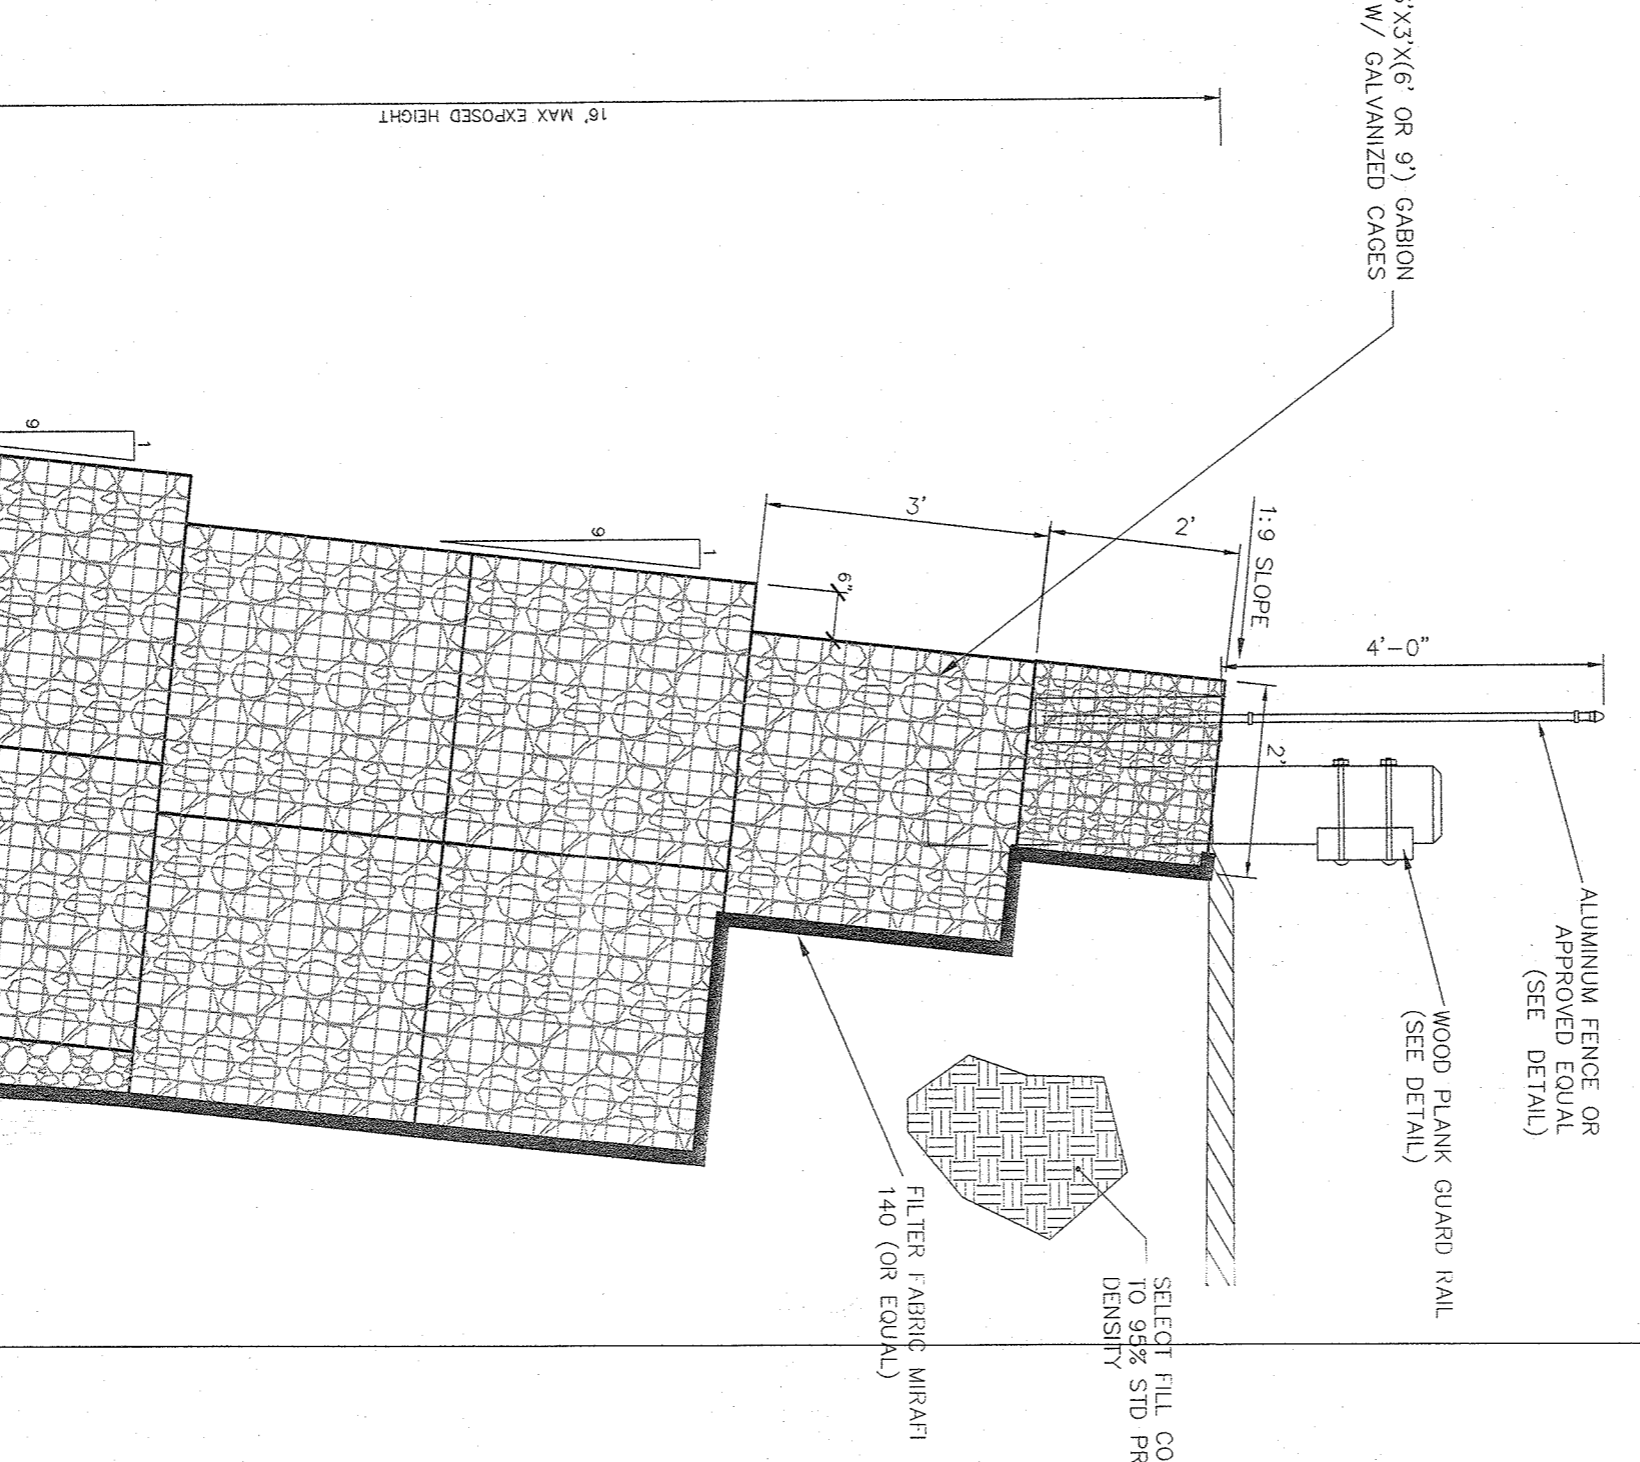 'X3'X(6' OR 9') GABION
W/ GALVANIZED CAGES
16' MAX EXPOSED HEIGHT
4'-0"
1:9 SLOPE
2'
3'
6"
2'
1
9
1
9
ALUMINUM FENCE OR
APPROVED EQUAL
(SEE DETAIL)
WOOD PLANK GUARD RAIL
(SEE DETAIL)
SELECT FILL CO
TO 95% STD PR
DENSITY
FILTER FABRIC MIRAFI
140 (OR EQUAL)